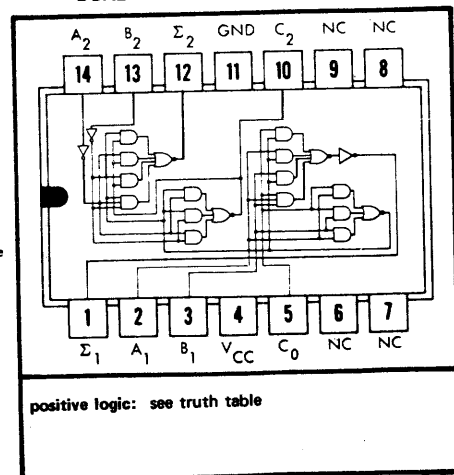 A2 B2 Σ2 GND C2 NC NC
14 13 12 11 10 9 8
1 2 3 4 5 6 7
Σ1 A1 B1 VCC C0 NC NC
positive logic: see truth table